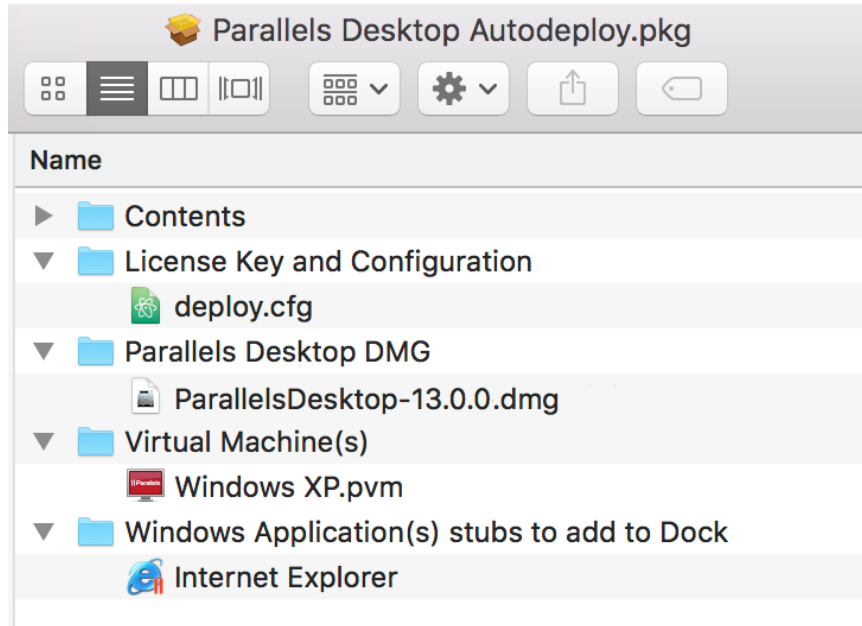 Parallels Desktop Autodeploy.pkg
Name
Contents
License Key and Configuration
deploy.cfg
Parallels Desktop DMG
ParallelsDesktop-13.0.0.dmg
Virtual Machine(s)
Windows XP.pvm
Windows Application(s) stubs to add to Dock
Internet Explorer